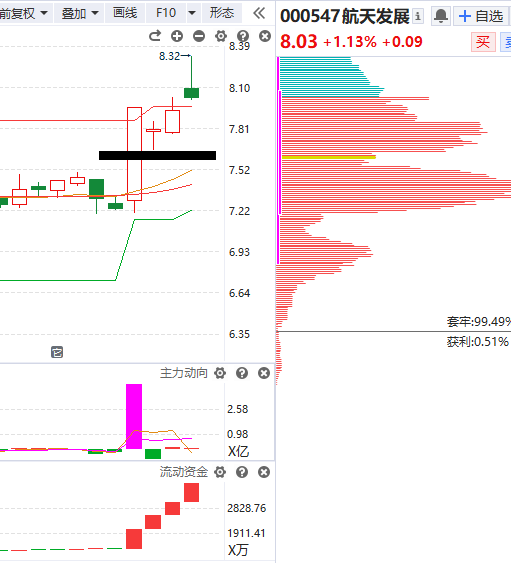 前复权 叠加 画线 F10 形态
000547航天发展 自选
8.03 +1.13% +0.09 买
8.39
8.32
8.10
7.81
7.52
7.22
6.93
6.64
6.35
套牢:99.49%
获利:0.51%
主力动向
2.58
0.98
X亿
流动资金
2828.76
1911.41
X万